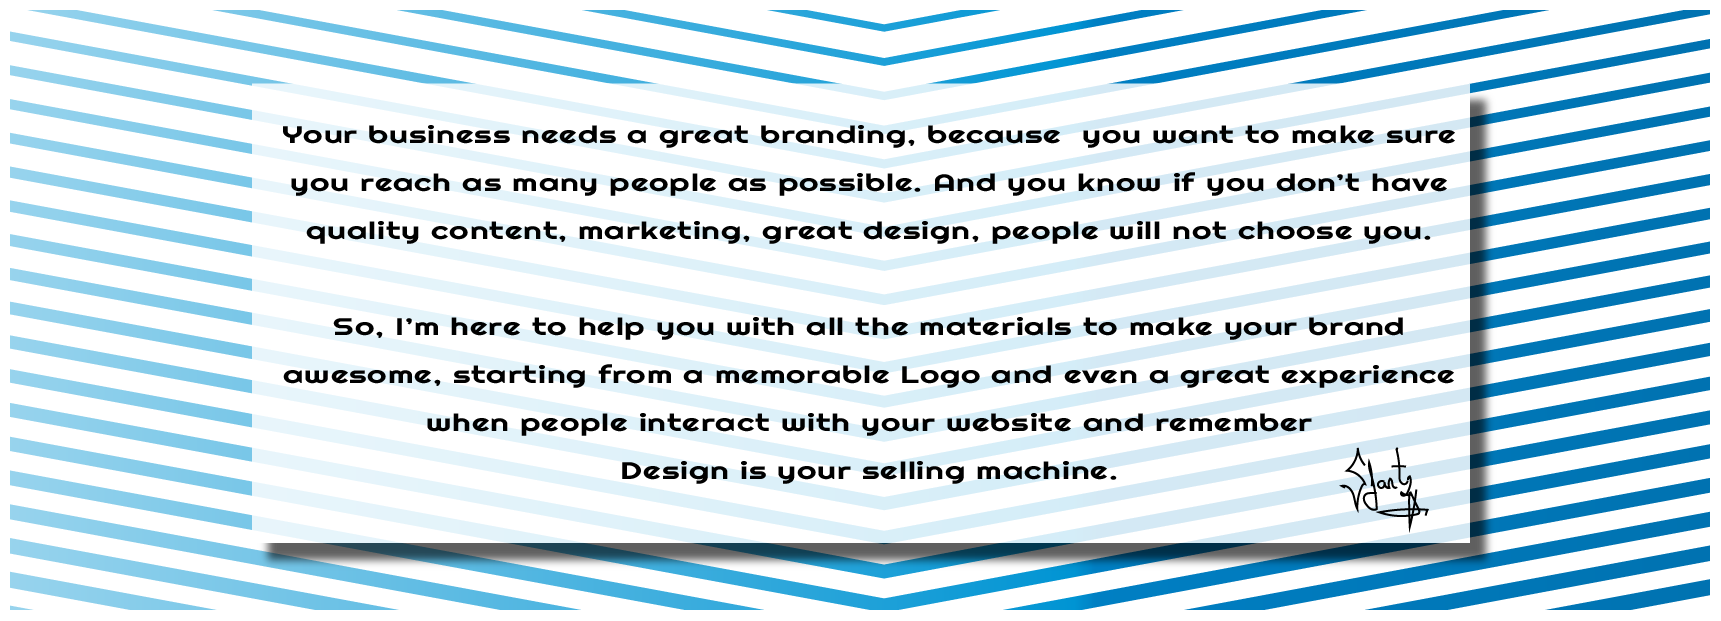 Your business needs a great branding, because  you want to make sure
you reach as many people as possible. And you know if you don't have
quality content, marketing, great design, people will not choose you.
So, I'm here to help you with all the materials to make your brand
awesome, starting from a memorable Logo and even a great experience
when people interact with your website and remember
Design is your selling machine.